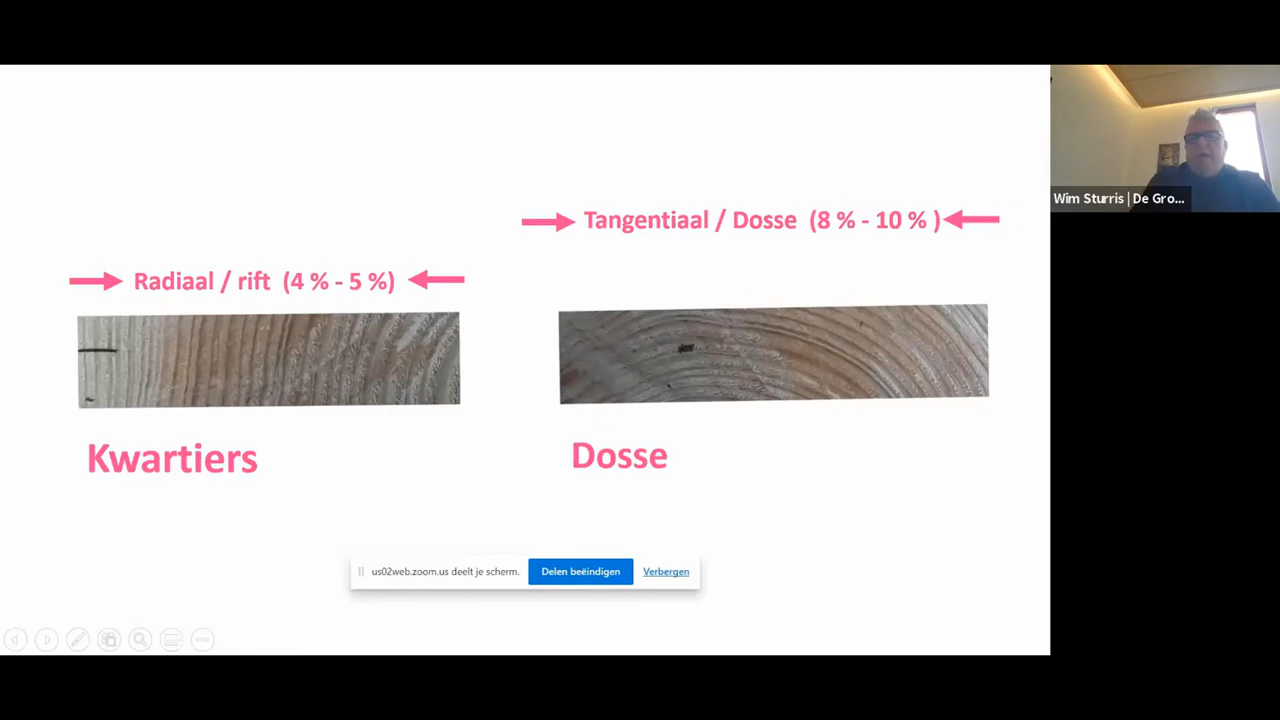 Tangentiaal / Dosse (8 % - 10 % )
Radiaal / rift (4 % - 5 %)
Kwartiers
Dosse
us02web.zoom.us deelt je scherm.
Delen beëindigen
Verbergen
Wim Sturris | De Gro...